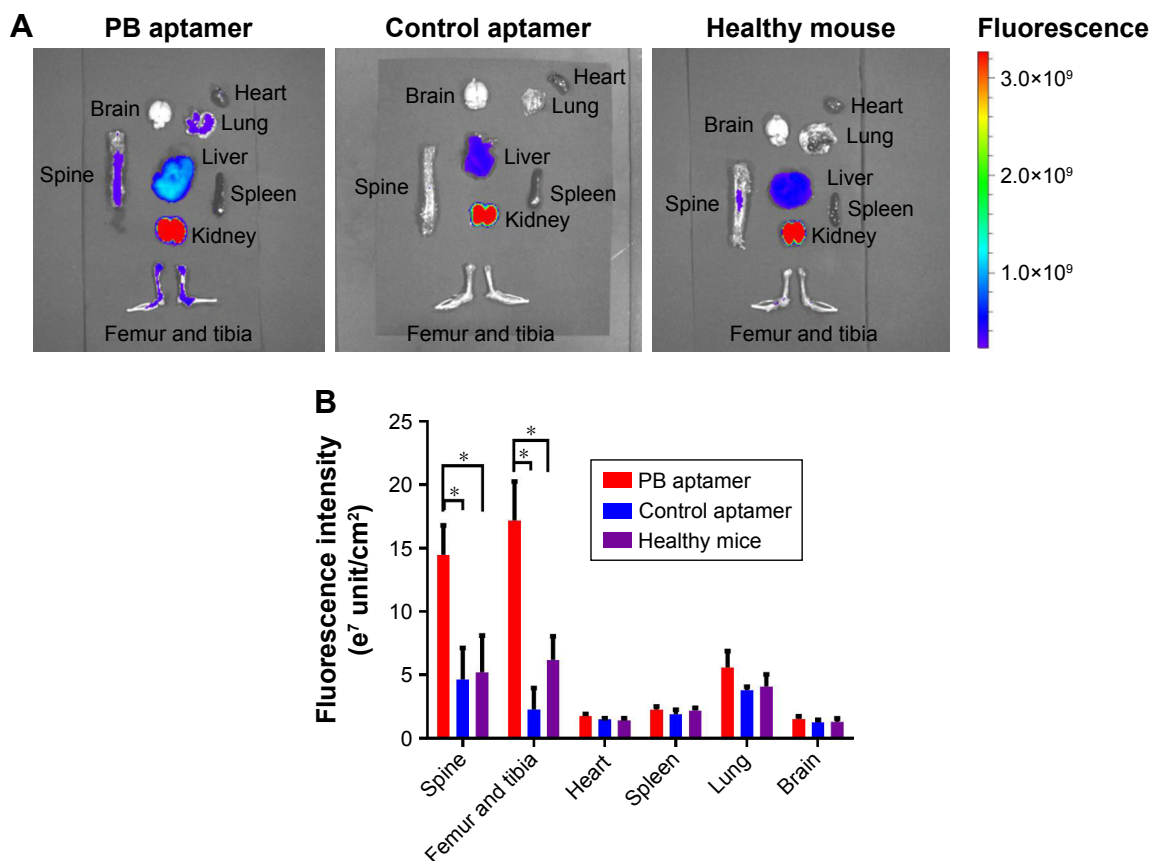 A
PB aptamer
Control aptamer
Healthy mouse
Fluorescence
Brain
Heart
Lung
Liver
Spine
Spleen
Kidney
Femur and tibia
Brain
Heart
Lung
Liver
Spine
Spleen
Kidney
Femur and tibia
Brain
Heart
Lung
Liver
Spine
Spleen
Kidney
Femur and tibia
3.0×10⁹
2.0×10⁹
1.0×10⁹
B
Fluorescence intensity
(e⁷ unit/cm²)
25
20
15
10
5
0
*
*
*
*
PB aptamer
Control aptamer
Healthy mice
Spine
Femur and tibia
Heart
Spleen
Lung
Brain